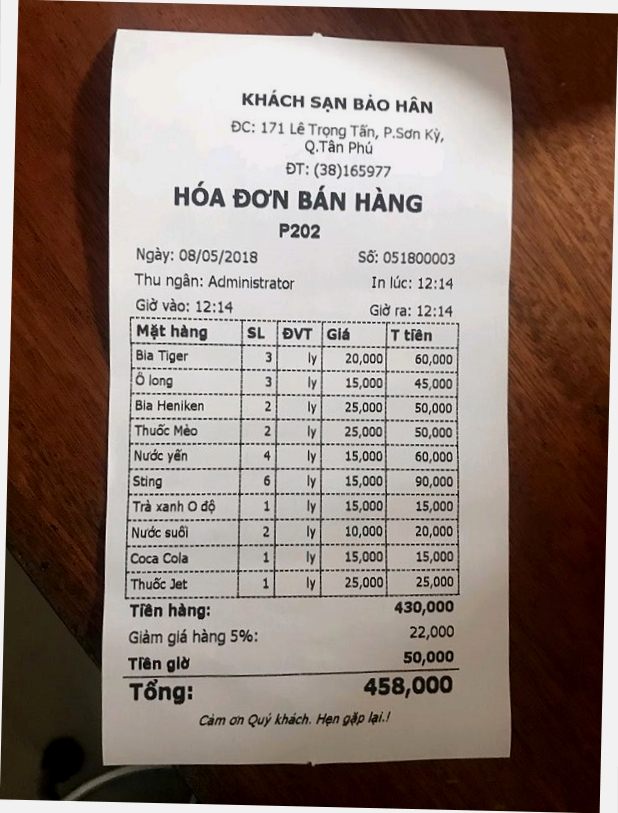 KHÁCH SẠN BẢO HÂN
ĐC: 171 Lê Trọng Tấn, P.Sơn Kỳ,
Q.Tân Phú
ĐT: (38)165977
HÓA ĐƠN BÁN HÀNG
P202
Ngày: 08/05/2018 Số: 051800003
Thu ngân: Administrator In lúc: 12:14
Giờ vào: 12:14 Giờ ra: 12:14
Mặt hàng SL ĐVT Giá T tiền
Bia Tiger 3 ly 20,000 60,000
Ô long 3 ly 15,000 45,000
Bia Heniken 2 ly 25,000 50,000
Thuốc Mèo 2 ly 25,000 50,000
Nước yến 4 ly 15,000 60,000
Sting 6 ly 15,000 90,000
Trà xanh O độ 1 ly 15,000 15,000
Nước suối 2 ly 10,000 20,000
Coca Cola 1 ly 15,000 15,000
Thuốc Jet 1 ly 25,000 25,000
Tiền hàng: 430,000
Giảm giá hàng 5%: 22,000
Tiền giờ 50,000
Tổng: 458,000
Cảm ơn Quý khách. Hẹn gặp lại.!